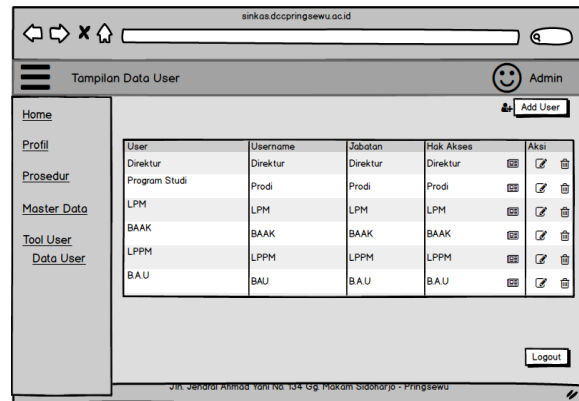 sinkas.dccpringsewu.ac.id
Tampilan Data User
Admin
Add User
Home
Profil
Prosedur
Master Data
Tool User
Data User
User Username Jabatan Hak Akses Aksi
Direktur Direktur Direktur Direktur
Program Studi Prodi Prodi Prodi
LPM LPM LPM LPM
BAAK BAAK BAAK BAAK
LPPM LPPM LPPM LPPM
B.A.U BAU B.A.U B.A.U
Logout
Jln. Jendral Ahmad Yani No. 134 Gg. Makam Sidoharjo - Pringsewu